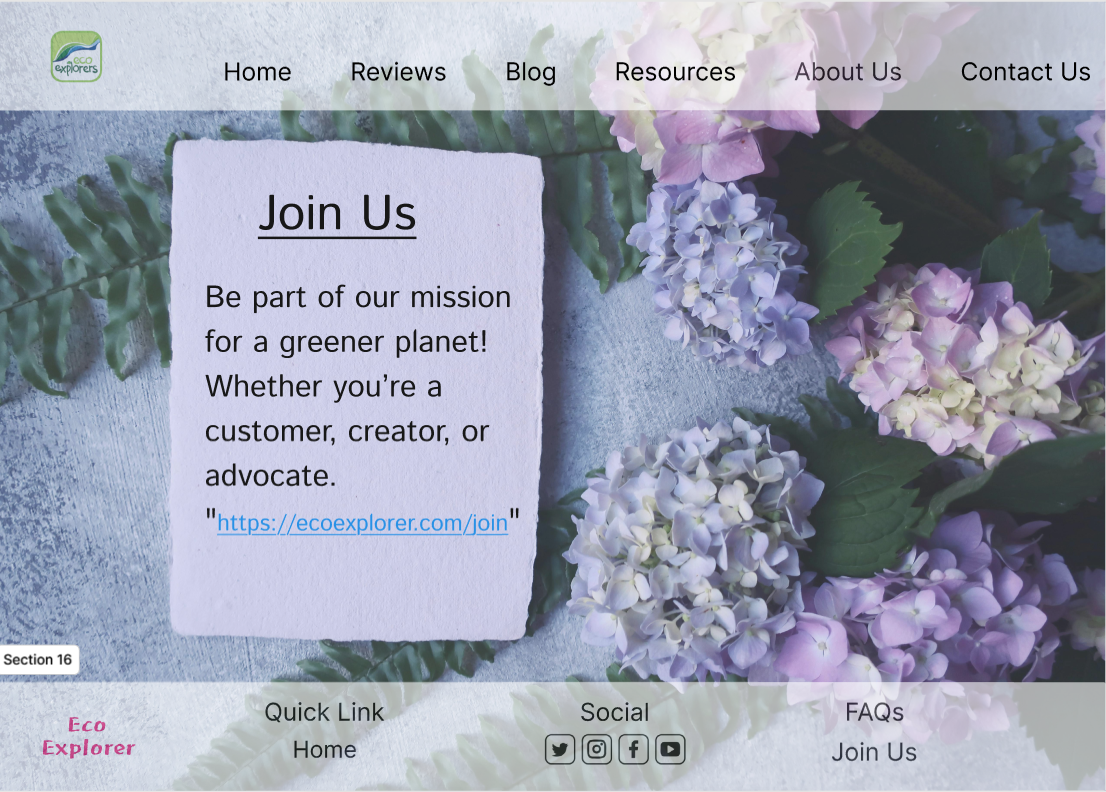 eco
explorers
Home Reviews Blog Resources About Us Contact Us
Join Us
Be part of our mission
for a greener planet!
Whether you’re a
customer, creator, or
advocate.
"https://ecoexplorer.com/join"
Section 16
Eco
Explorer
Quick Link
Home
Social
FAQs
Join Us